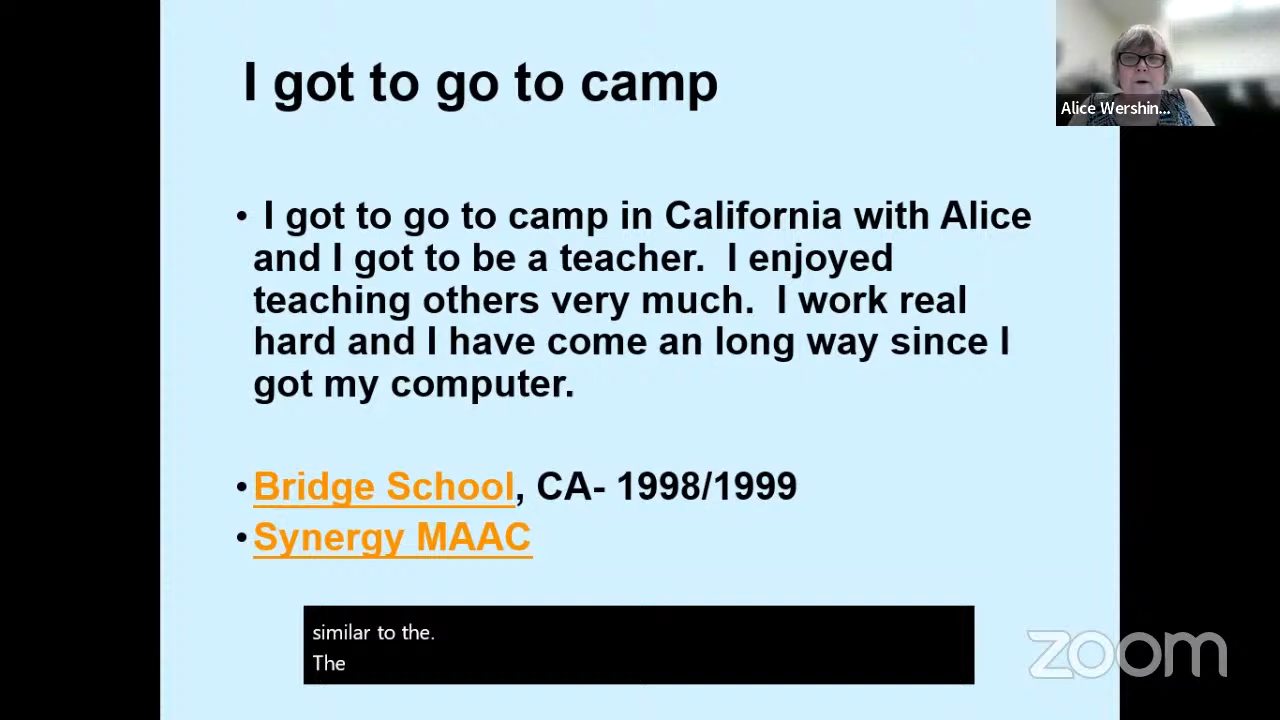 I got to go to camp
Alice Wershin...
• I got to go to camp in California with Alice
and I got to be a teacher.  I enjoyed
teaching others very much.  I work real
hard and I have come an long way since I
got my computer.
• Bridge School, CA- 1998/1999
• Synergy MAAC
similar to the.
The
zoom